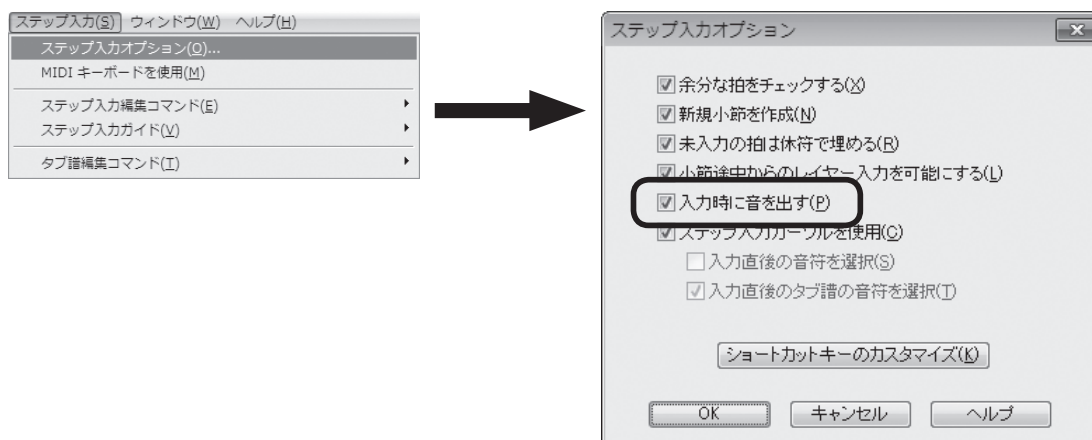 ステップ入力(S) ウィンドウ(W) ヘルプ(H)
ステップ入力オプション(O)...
MIDI キーボードを使用(M)
ステップ入力編集コマンド(E)
ステップ入力ガイド(V)
タブ譜編集コマンド(T)
ステップ入力オプション
余分な拍をチェックする(X)
新規小節を作成(N)
未入力の拍は休符で埋める(R)
小節途中からのレイヤー入力を可能にする(L)
入力時に音を出す(P)
ステップ入力カーソルを使用(C)
入力直後の音符を選択(S)
入力直後のタブ譜の音符を選択(T)
ショートカットキーのカスタマイズ(K)
OK キャンセル ヘルプ